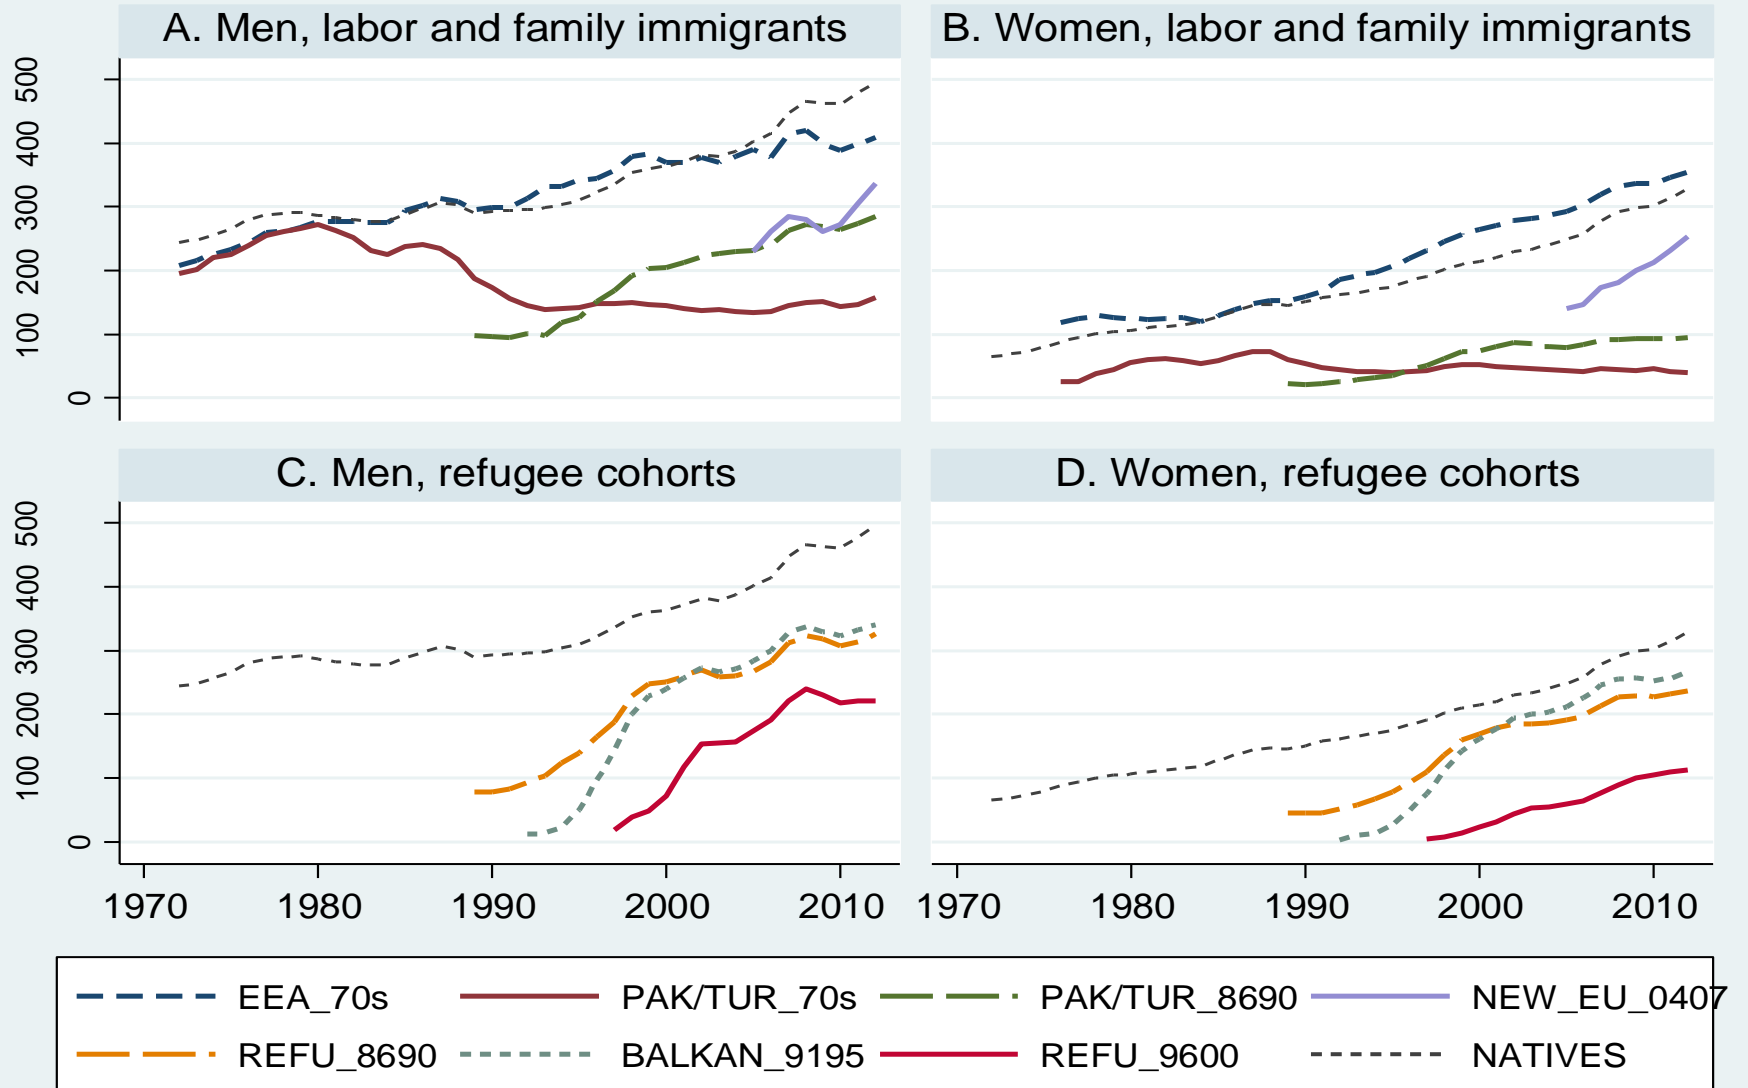 A. Men, labor and family immigrants
B. Women, labor and family immigrants
500
400
300
200
100
0
C. Men, refugee cohorts
D. Women, refugee cohorts
500
400
300
200
100
0
1970 1980 1990 2000 2010 1970 1980 1990 2000 2010
EEA_70s PAK/TUR_70s PAK/TUR_8690 NEW_EU_0407
REFU_8690 BALKAN_9195 REFU_9600 NATIVES